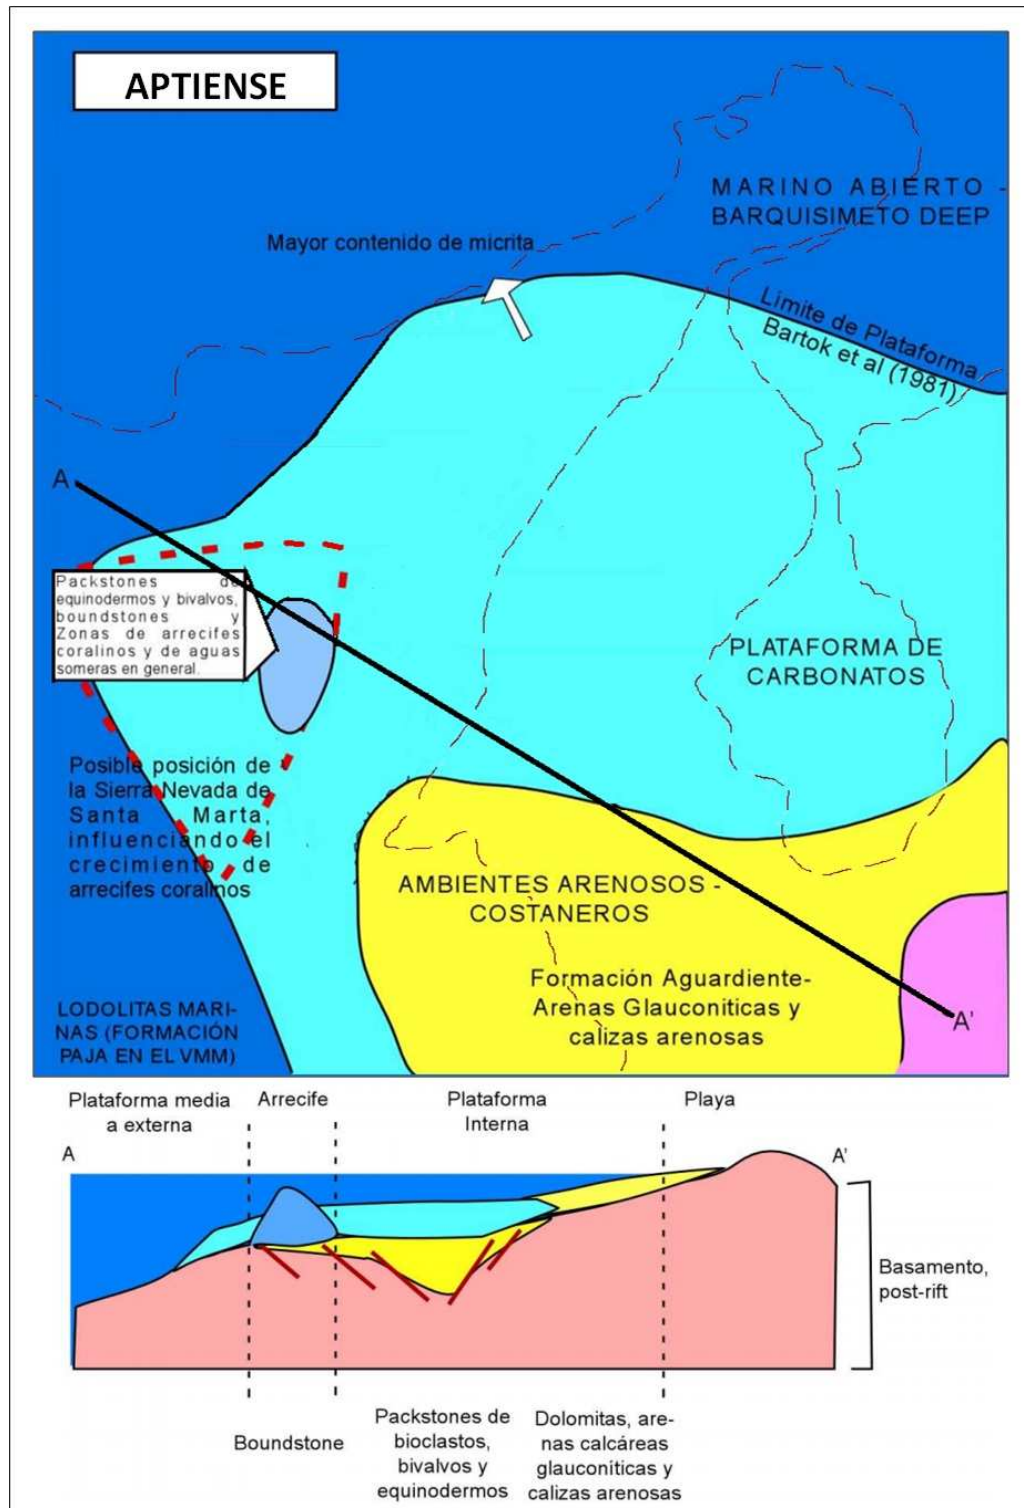 APTIENSE
MARINO ABIERTO -
BARQUISIMETO DEEP
Mayor contenido de micrita
Límite de Plataforma
Bartok et al (1981)
A
Packstones de
equinodermos y bivalvos,
boundstones y
Zonas de arrecifes
coralinos y de aguas
someras en general.
PLATAFORMA DE
CARBONATOS
Posible posición de
la Sierra Nevada de
Santa Marta,
influenciando el
crecimiento de
arrecifes coralinos
AMBIENTES ARENOSOS -
COSTANEROS
Formación Aguardiente-
Arenas Glauconiticas y
calizas arenosas
LODOLITAS MARI-
NAS (FORMACIÓN
PAJA EN EL VMM)
A'
Plataforma media
a externa
Arrecife
Plataforma
Interna
Playa
A
A'
Basamento,
post-rift
Boundstone
Packstones de
bioclastos,
bivalvos y
equinodermos
Dolomitas, are-
nas calcáreas
glauconiticas y
calizas arenosas